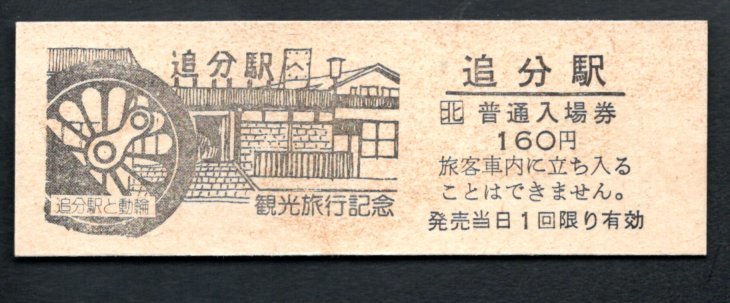 追分駅
追分駅と動輪
観光旅行記念
追分駅
北 普通入場券
160円
旅客車内に立ち入る
ことはできません。
発売当日1回限り有効